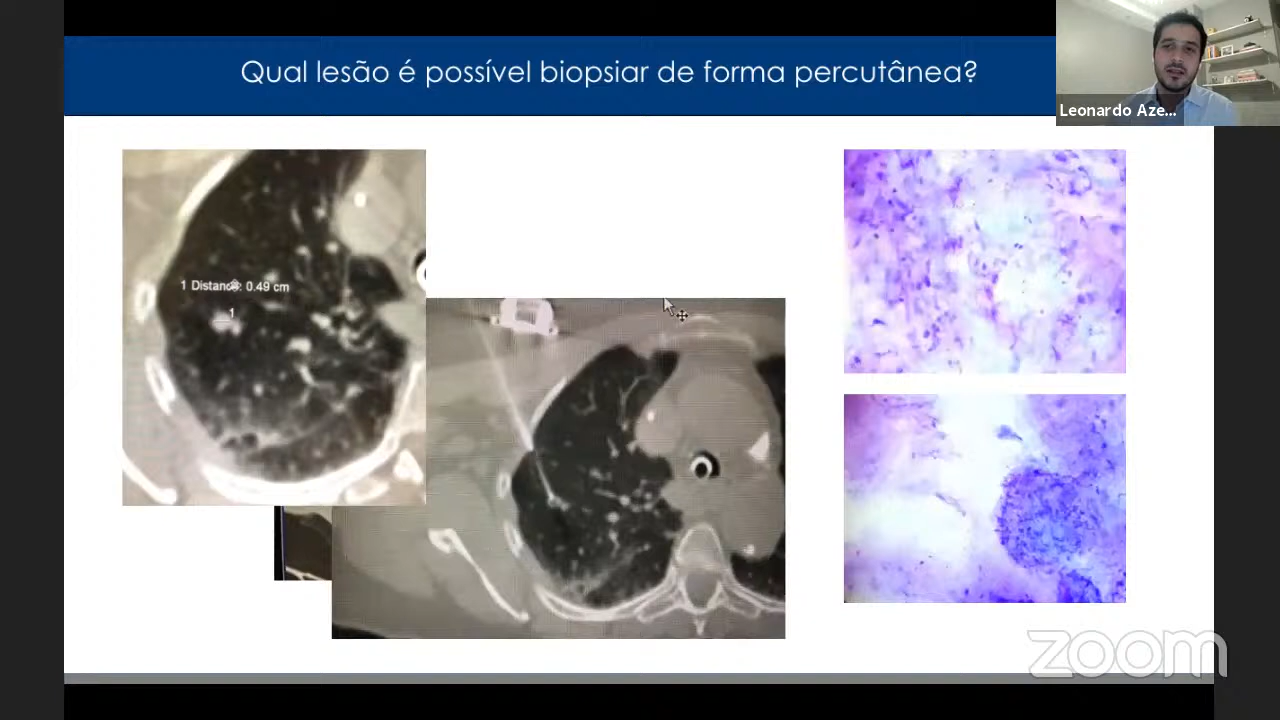 Qual lesão é possível biopsiar de forma percutânea?
Leonardo Aze...
1 Distance: 0.49 cm
1
zoom